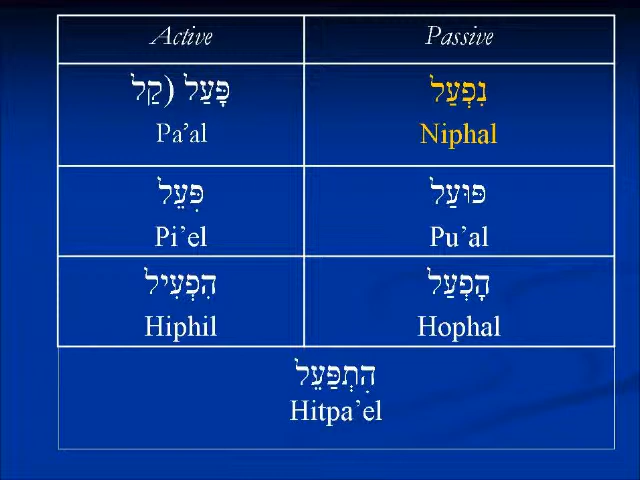 Active
Passive
פָּעַל (קַל
Pa'al
נִפְעַל
Niphal
פִּעֵל
Pi'el
פּוּעַל
Pu'al
הִפְעִיל
Hiphil
הָפְעַל
Hophal
הִתְפַּעֵל
Hitpa'el